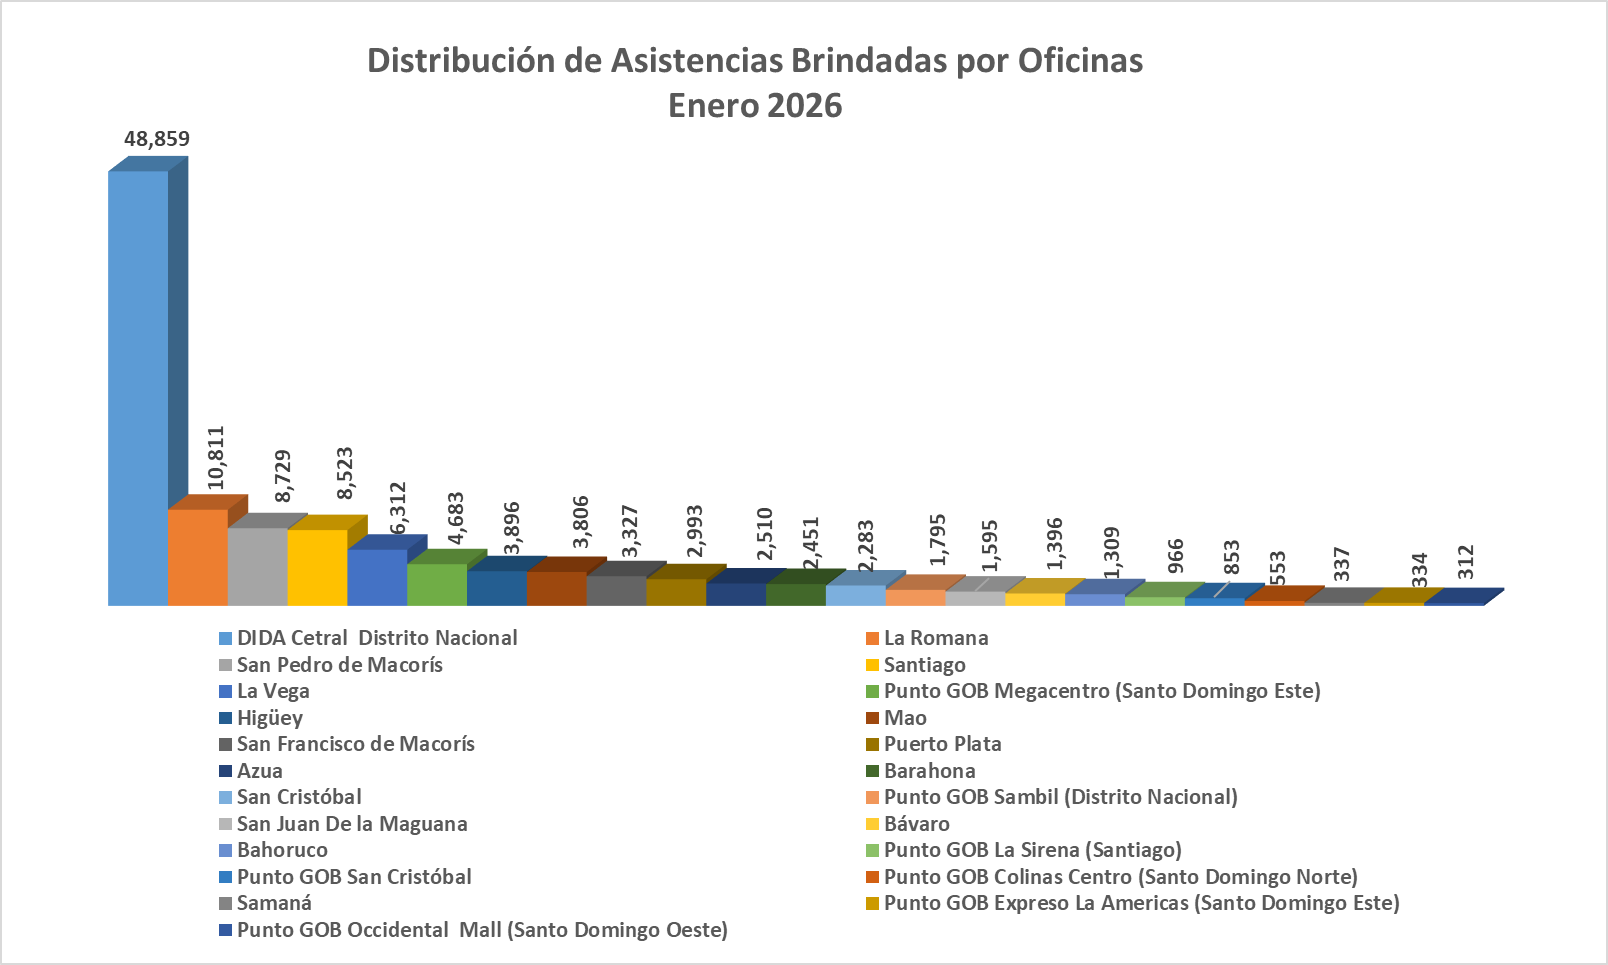 Distribución de Asistencias Brindadas por Oficinas
Enero 2026
48,859
10,811
8,729
8,523
6,312
4,683
3,896
3,806
3,327
2,993
2,510
2,451
2,283
1,795
1,595
1,396
1,309
966
853
553
337
334
312
DIDA Cetral  Distrito Nacional
La Romana
San Pedro de Macorís
Santiago
La Vega
Punto GOB Megacentro (Santo Domingo Este)
Higüey
Mao
San Francisco de Macorís
Puerto Plata
Azua
Barahona
San Cristóbal
Punto GOB Sambil (Distrito Nacional)
San Juan De la Maguana
Bávaro
Bahoruco
Punto GOB La Sirena (Santiago)
Punto GOB San Cristóbal
Punto GOB Colinas Centro (Santo Domingo Norte)
Samaná
Punto GOB Expreso La Americas (Santo Domingo Este)
Punto GOB Occidental  Mall (Santo Domingo Oeste)